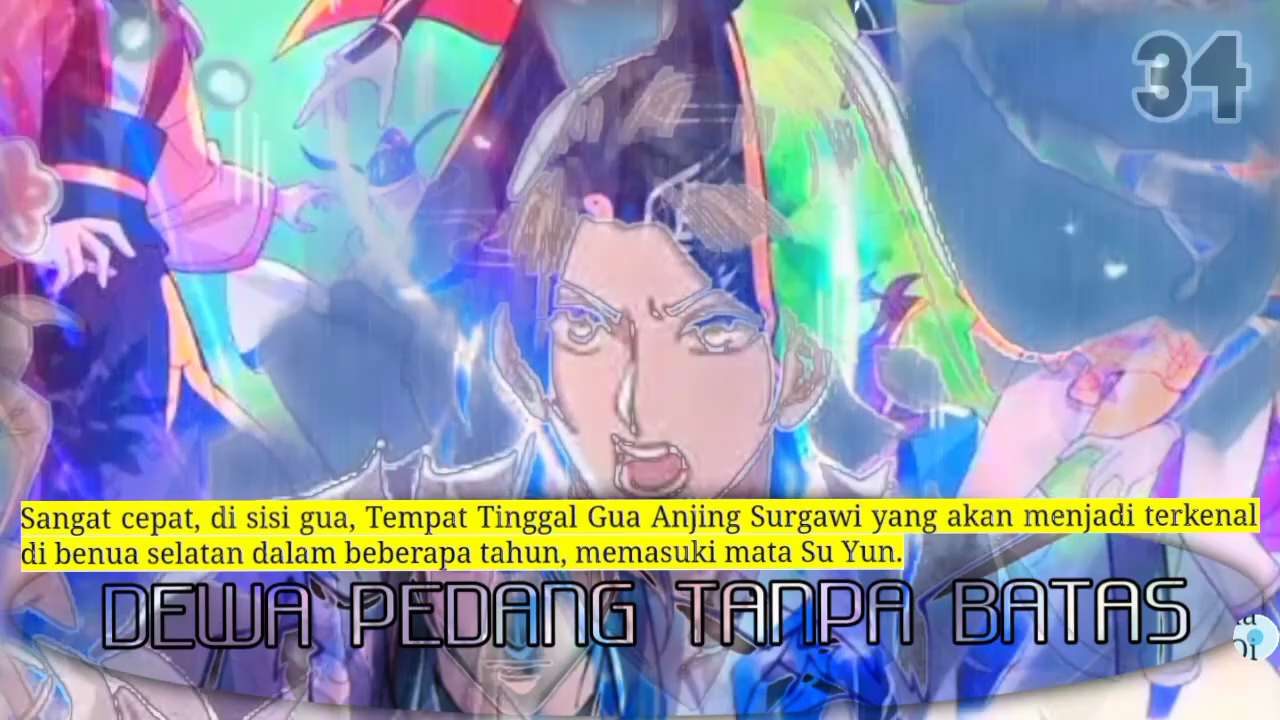 34
Sangat cepat, di sisi gua, Tempat Tinggal Gua Anjing Surgawi yang akan menjadi terkenal
di benua selatan dalam beberapa tahun, memasuki mata Su Yun.
DEWA PEDANG TANPA BATAS